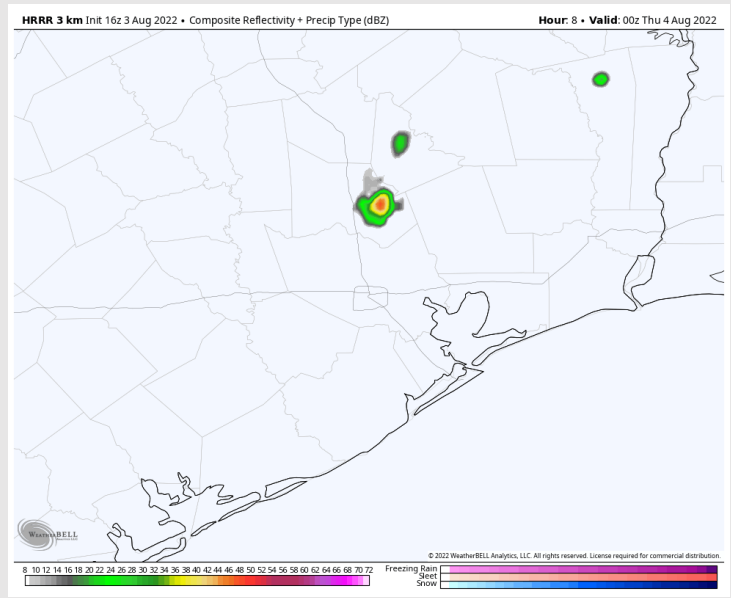 HRRR 3 km Init 16z 3 Aug 2022 • Composite Reflectivity + Precip Type (dBZ)
Hour: 8 • Valid: 00z Thu 4 Aug 2022
WeatherBELL
© 2022 WeatherBELL Analytics, LLC. All rights reserved. License required for commercial distribution.
8 10 12 14 16 18 20 22 24 26 28 30 32 34 36 38 40 42 44 46 48 50 52 54 56 58 60 62 64 66 68 70 72
Freezing Rain
Sleet
Snow